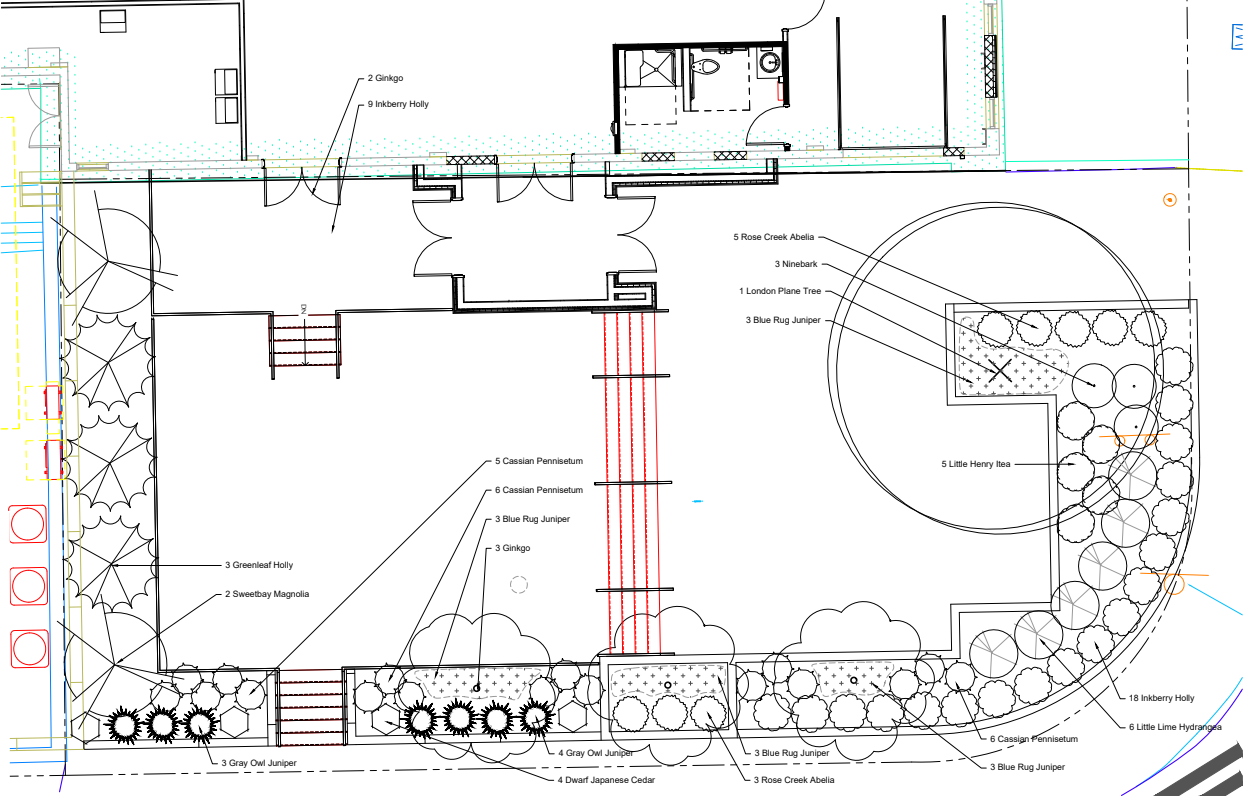 2 Ginkgo
9 Inkberry Holly
5 Rose Creek Abelia
3 Ninebark
1 London Plane Tree
DN
3 Blue Rug Juniper
5 Cassian Pennisetum
5 Little Henry Itea
6 Cassian Pennisetum
3 Blue Rug Juniper
3 Ginkgo
3 Greenleaf Holly
2 Sweetbay Magnolia
18 Inkberry Holly
6 Little Lime Hydrangea
6 Cassian Pennisetum
4 Gray Owl Juniper
3 Blue Rug Juniper
3 Gray Owl Juniper
3 Blue Rug Juniper
4 Dwarf Japanese Cedar
3 Rose Creek Abelia